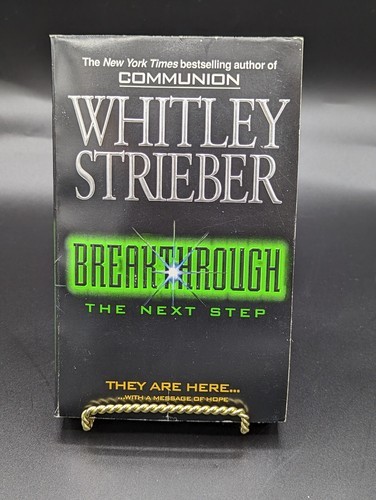 The New York Times bestselling author of
COMMUNION
WHITLEY
STRIEBER
BREAKTHROUGH
THE NEXT STEP
THEY ARE HERE...
...WITH A MESSAGE OF HOPE